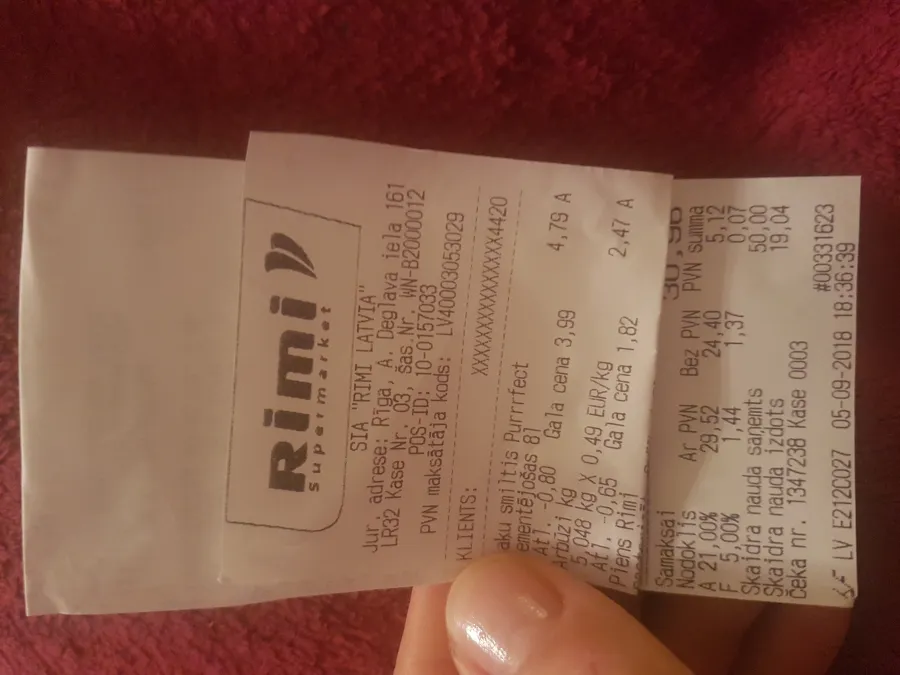 Rimi
supermarket
SIA "RIMI LATVIA"
Jur. adrese: Rīga, A. Deglava iela 161
LR32 Kase Nr. 03, Šas.Nr. WN-B2000012
POS-ID: 10-0157033
PVN maksātāja kods: LV40003053029
KLIENTS: XXXXXXXXXXXXXXX4420
aku smiltis Purrrfect
ementējošas 8l 4,79 A
Atl. -0,80 Gala cena 3,99
Arbūzi kg
5,048 kg X 0,49 EUR/kg 2,47 A
Atl. -0,65 Gala cena 1,82
Piens Rimi
Samaksai 30,96
Nodoklis Ar PVN Bez PVN PVN summa
A 21,00% 29,52 24,40 5,12
F 5,00% 1,44 1,37 0,07
Skaidra nauda saņemts 50,00
Skaidra nauda izdots 19,04
Čeka nr. 1347238 Kase 0003
#00331623
LV E2120027 05-09-2018 18:36:39